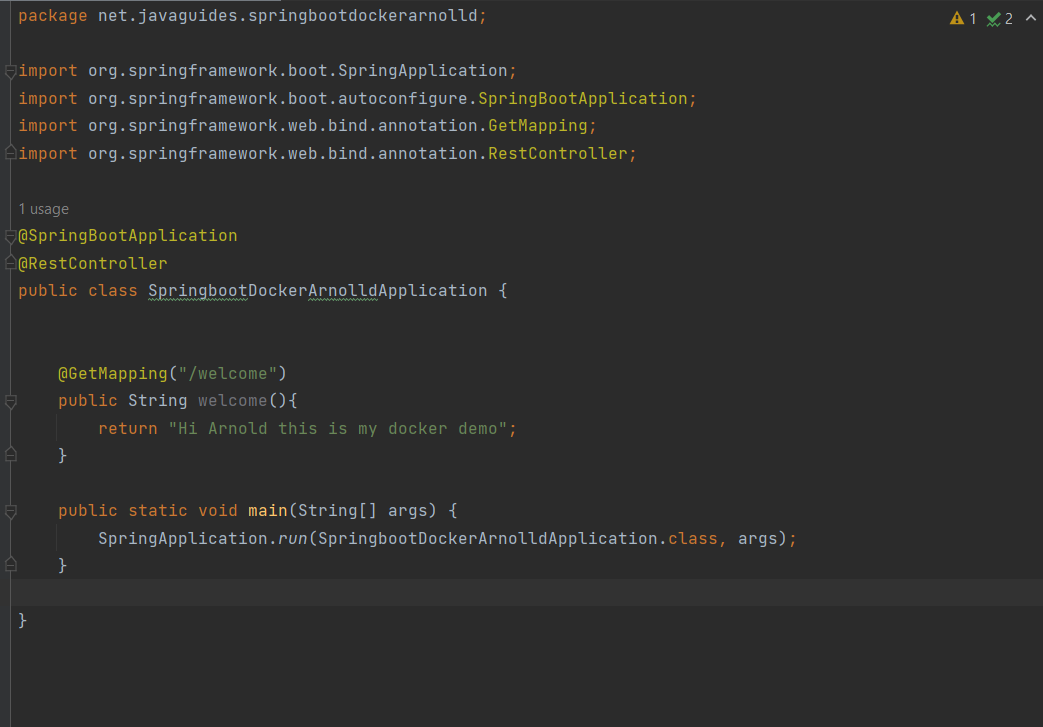 package net.javaguides.springbootdockerarnolld;
1 2
import org.springframework.boot.SpringApplication;
import org.springframework.boot.autoconfigure.SpringBootApplication;
import org.springframework.web.bind.annotation.GetMapping;
import org.springframework.web.bind.annotation.RestController;
1 usage
@SpringBootApplication
@RestController
public class SpringbootDockerArnolldApplication {
@GetMapping("/welcome")
public String welcome(){
return "Hi Arnold this is my docker demo";
}
public static void main(String[] args) {
SpringApplication.run(SpringbootDockerArnolldApplication.class, args);
}
}